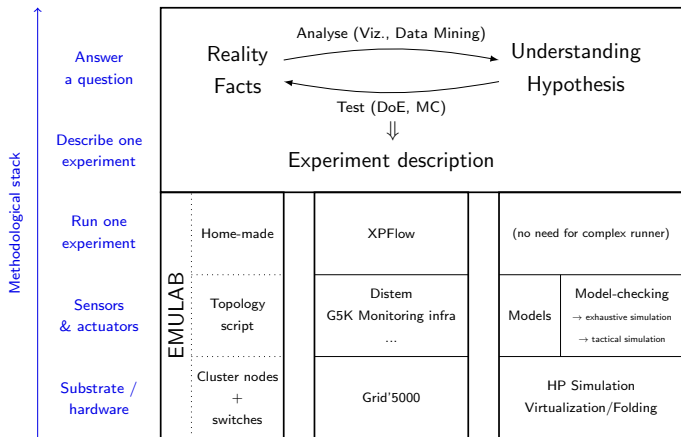 Methodological stack
Answer
a question
Describe one
experiment
Run one
experiment
Sensors
& actuators
Substrate /
hardware
Analyse (Viz., Data Mining)
Reality
Facts
Understanding
Hypothesis
Test (DoE, MC)
⇓
Experiment description
EMULAB
Home-made
Topology
script
Cluster nodes
+
switches
XPFlow
Distem
G5K Monitoring infra
...
Grid'5000
(no need for complex runner)
Models
Model-checking
→ exhaustive simulation
→ tactical simulation
HP Simulation
Virtualization/Folding